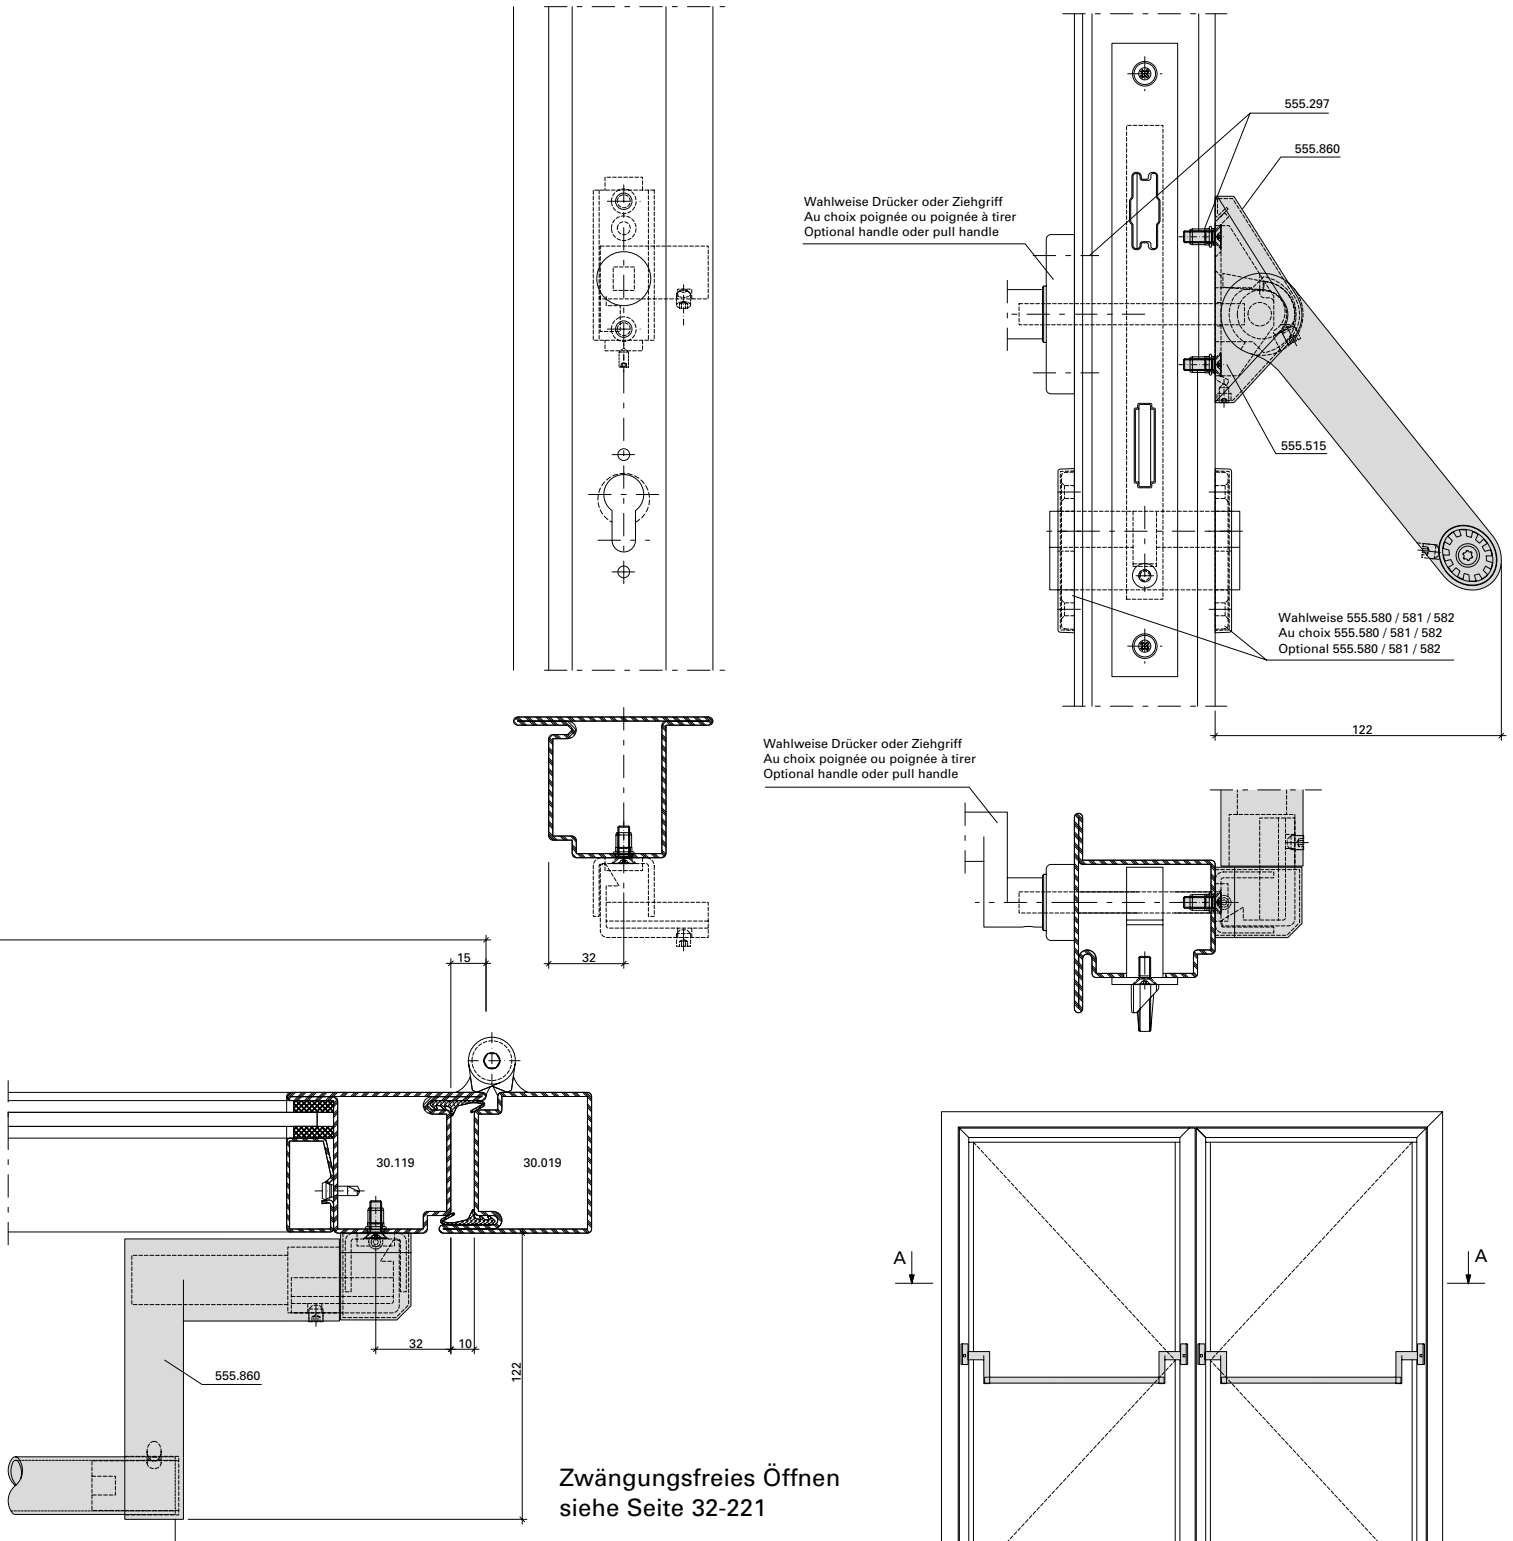 555.297
555.860
Wahlweise Drücker oder Ziehgriff
Au choix poignée ou poignée à tirer
Optional handle oder pull handle
555.515
Wahlweise 555.580 / 581 / 582
Au choix 555.580 / 581 / 582
Optional 555.580 / 581 / 582
122
Wahlweise Drücker oder Ziehgriff
Au choix poignée ou poignée à tirer
Optional handle oder pull handle
15
32
30.119
30.019
A
A
32
10
122
555.860
Zwängungsfreies Öffnen
siehe Seite 32-221